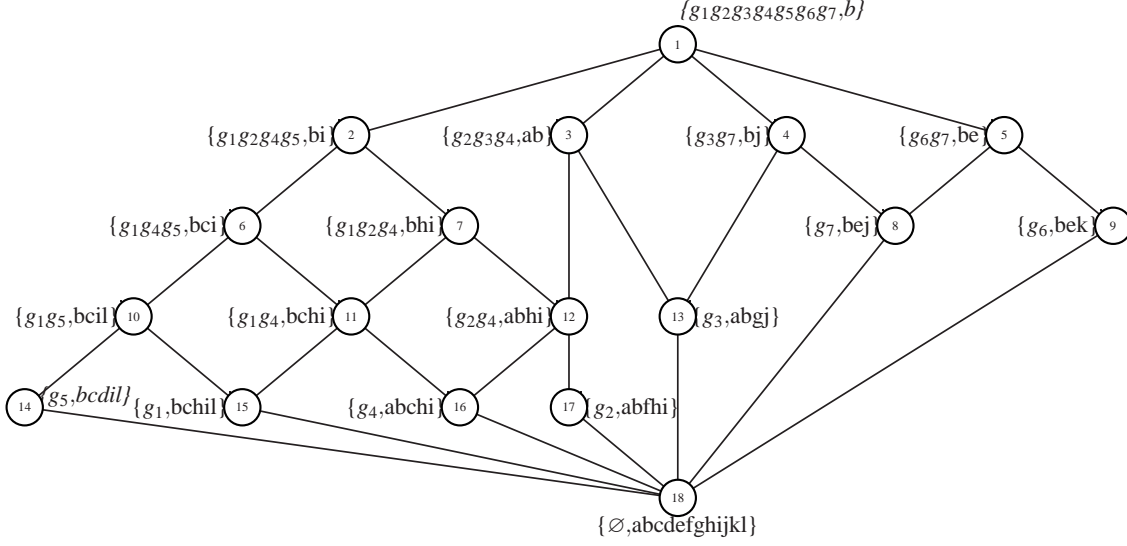 {g₁g₂g₃g₄g₅g₆g₇,b}
1
{g₁g₂g₄g₅,bi} 2 {g₂g₃g₄,ab} 3 {g₃g₇,bj} 4 {g₆g₇,be} 5
{g₁g₄g₅,bci} 6 {g₁g₂g₄,bhi} 7 {g₇,bej} 8 {g₆,bek} 9
{g₁g₅,bcil} 10 {g₁g₄,bchi} 11 {g₂g₄,abhi} 12 13 {g₃,abgj}
14 {g₅,bcdil} {g₁,bchil} 15 {g₄,abchi} 16 17 {g₂,abfhi}
18
{∅,abcdefghijkl}